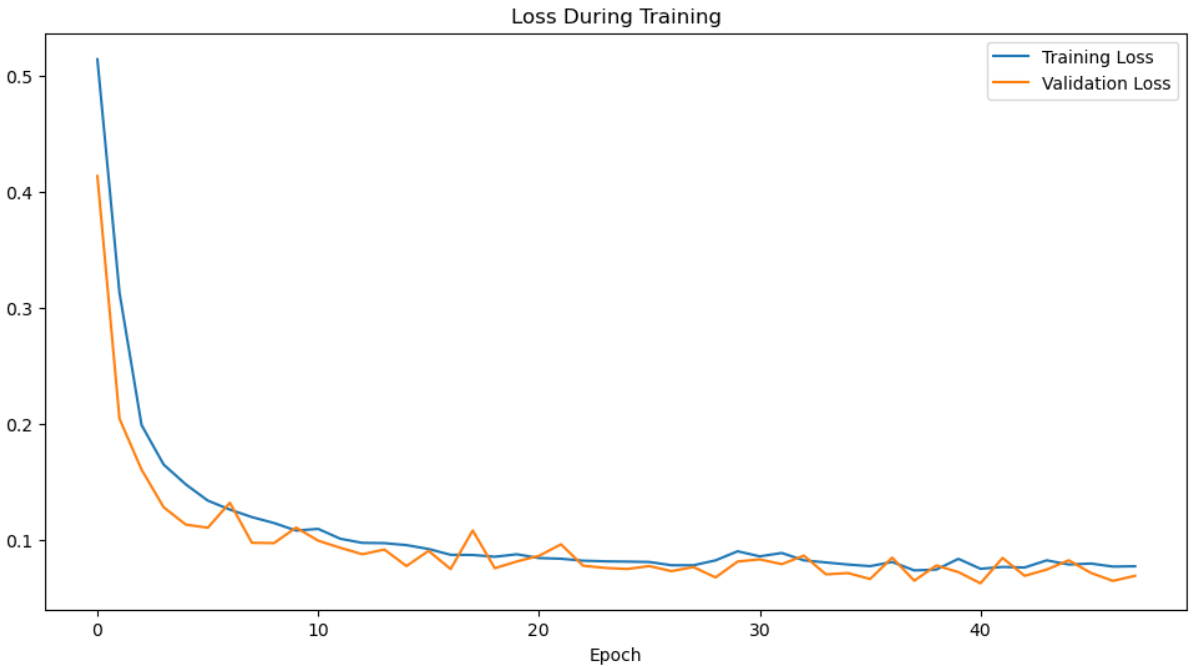 Loss During Training
Training Loss
Validation Loss
0.5
0.4
0.3
0.2
0.1
0 10 20 30 40
Epoch